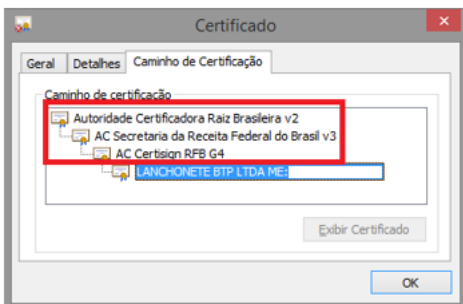 Certificado
Geral Detalhes Caminho de Certificação
Caminho de certificação
Autoridade Certificadora Raiz Brasileira v2
AC Secretaria da Receita Federal do Brasil v3
AC Certisign RFB G4
LANCHONETE BTP LTDA ME:
Exibir Certificado
OK